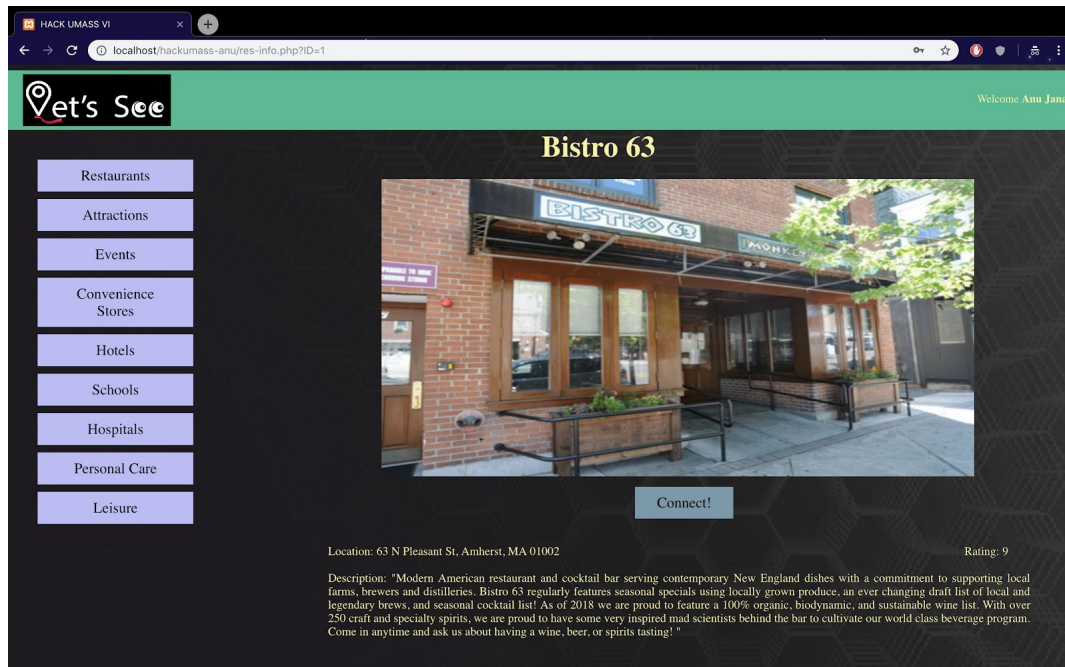 HACK UMASS VI
localhost/hackumass-anu/res-info.php?ID=1
Vet's See
Welcome Anu Jana
Bistro 63
Restaurants
Attractions
Events
Convenience
Stores
Hotels
Schools
Hospitals
Personal Care
Leisure
BISTRO 63
MONKEY
Connect!
Location: 63 N Pleasant St, Amherst, MA 01002
Rating: 9
Description: "Modern American restaurant and cocktail bar serving contemporary New England dishes with a commitment to supporting local
farms, brewers and distilleries. Bistro 63 regularly features seasonal specials using locally grown produce, an ever changing draft list of local and
legendary brews, and seasonal cocktail list! As of 2018 we are proud to feature a 100% organic, biodynamic, and sustainable wine list. With over
250 craft and specialty spirits, we are proud to have some very inspired mad scientists behind the bar to cultivate our world class beverage program.
Come in anytime and ask us about having a wine, beer, or spirits tasting! "